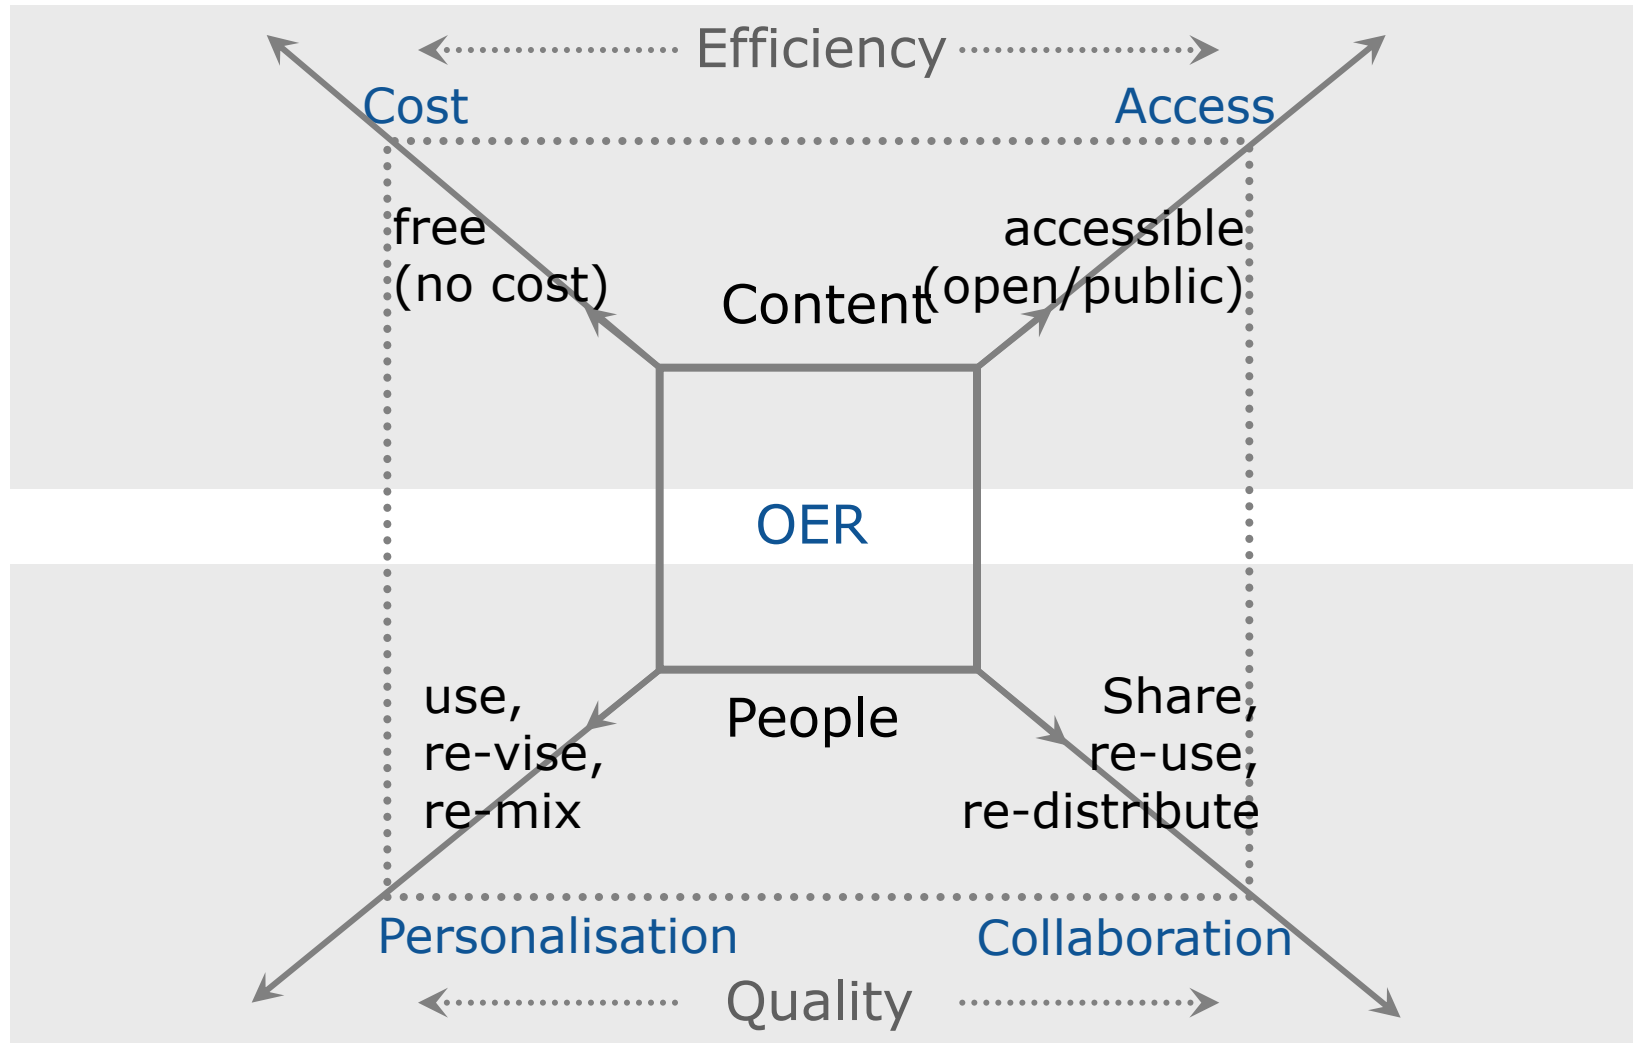 Efficiency
Cost
Access
free
(no cost)
accessible
(open/public)
Content
OER
People
use,
re-vise,
re-mix
Share,
re-use,
re-distribute
Personalisation
Collaboration
Quality